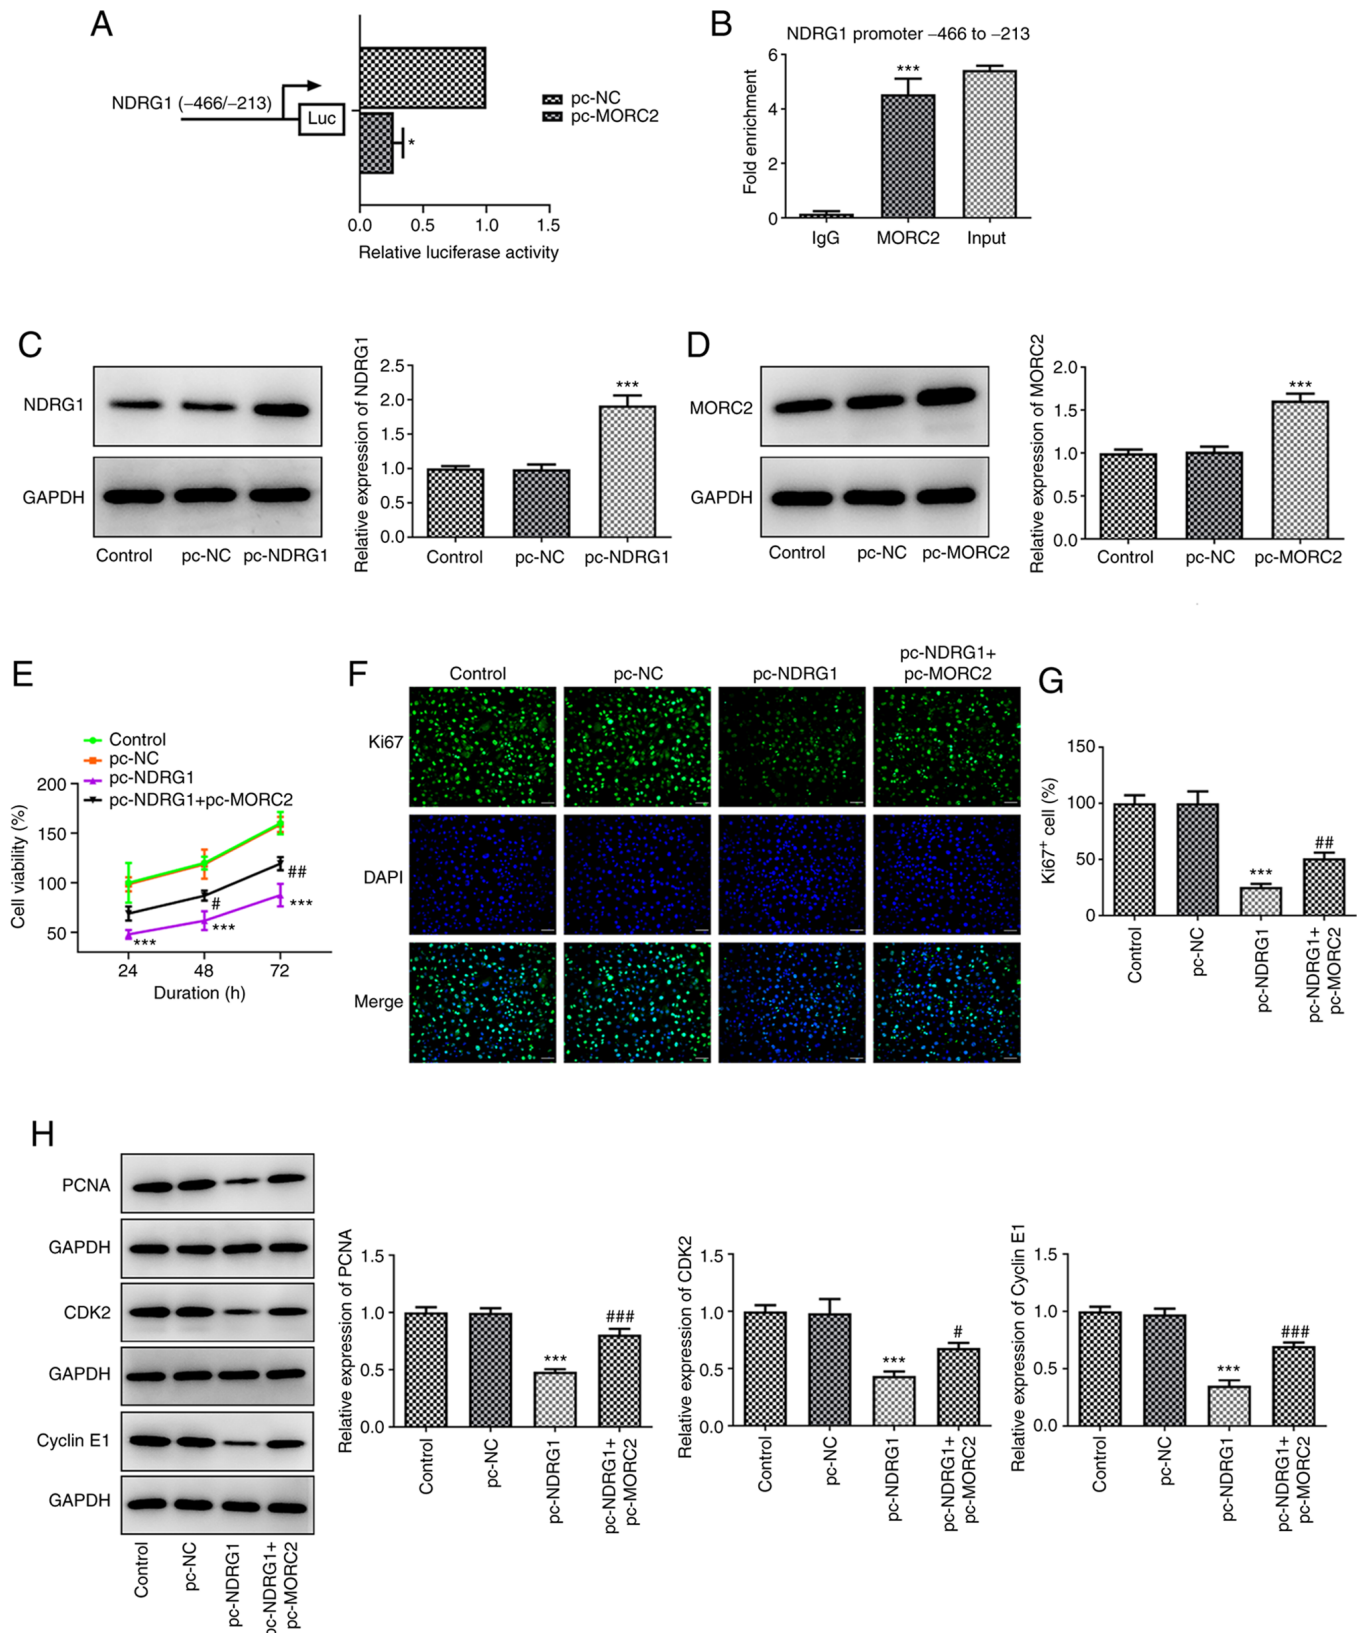 A
NDRG1 (−466/−213)
Luc
*
pc-NC
pc-MORC2
0.0 0.5 1.0 1.5
Relative luciferase activity
B
NDRG1 promoter −466 to −213
Fold enrichment
6
4
2
0
***
IgG MORC2 Input
C
NDRG1
GAPDH
Control pc-NC pc-NDRG1
Relative expression of NDRG1
2.5
2.0
1.5
1.0
0.5
0.0
***
Control pc-NC pc-NDRG1
D
MORC2
GAPDH
Control pc-NC pc-MORC2
Relative expression of MORC2
2.0
1.5
1.0
0.5
0.0
***
Control pc-NC pc-MORC2
E
Control
pc-NC
pc-NDRG1
pc-NDRG1+pc-MORC2
Cell viability (%)
200
150
100
50
##
***
#
***
***
24 48 72
Duration (h)
F
Control pc-NC pc-NDRG1 pc-NDRG1+
pc-MORC2
Ki67
DAPI
Merge
G
Ki67+ cell (%)
150
100
50
0
***
##
Control
pc-NC
pc-NDRG1
pc-NDRG1+
pc-MORC2
H
PCNA
GAPDH
CDK2
GAPDH
Cyclin E1
GAPDH
Control
pc-NC
pc-NDRG1
pc-NDRG1+
pc-MORC2
Relative expression of PCNA
1.5
1.0
0.5
0.0
***
###
Control
pc-NC
pc-NDRG1
pc-NDRG1+
pc-MORC2
Relative expression of CDK2
1.5
1.0
0.5
0.0
***
#
Control
pc-NC
pc-NDRG1
pc-NDRG1+
pc-MORC2
Relative expression of Cyclin E1
1.5
1.0
0.5
0.0
***
###
Control
pc-NC
pc-NDRG1
pc-NDRG1+
pc-MORC2